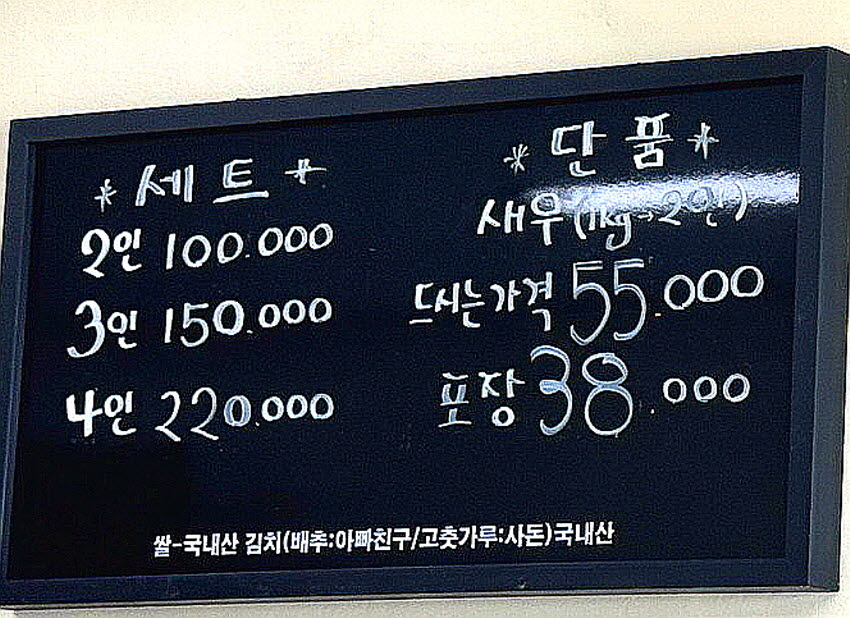 *세트*
2인 100.000
3인 150.000
4인 220.000
*단품*
새우(1kg→2인)
드시는가격 55.000
포장 38.000
쌀-국내산 김치(배추:아빠친구/고춧가루:사돈)국내산